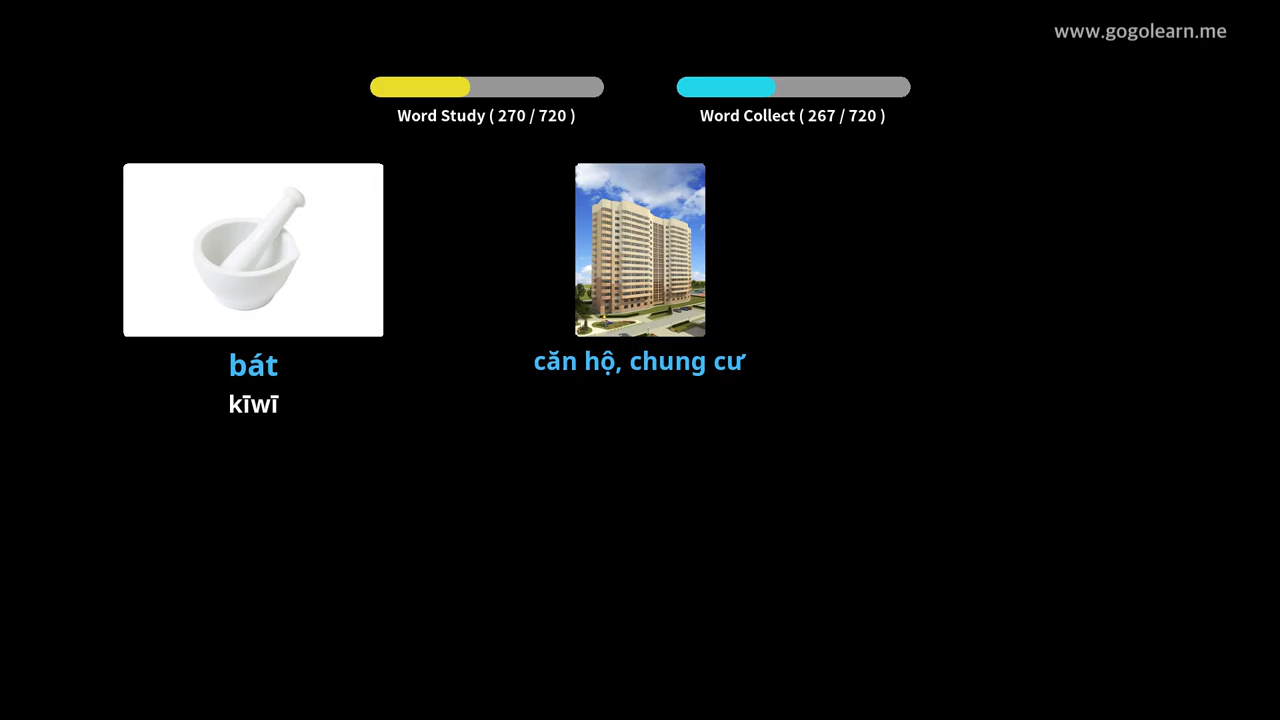 www.gogolearn.me
Word Study ( 270 / 720 )
Word Collect ( 267 / 720 )
bát
kīwī
căn hộ, chung cư